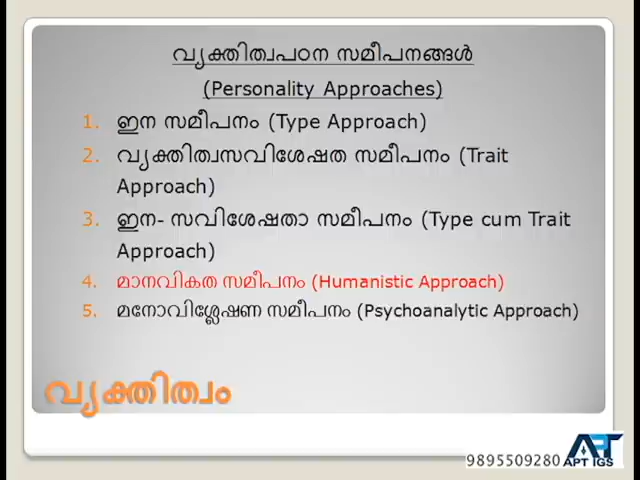 വ്യക്തിത്വപഠന സമീപനങ്ങൾ
(Personality Approaches)
1. ഇന സമീപനം (Type Approach)
2. വ്യക്തിത്വസവിശേഷത സമീപനം (Trait
Approach)
3. ഇന- സവിശേഷതാ സമീപനം (Type cum Trait
Approach)
4. മാനവികത സമീപനം (Humanistic Approach)
5. മനോവിശ്ലേഷണ സമീപനം (Psychoanalytic Approach)
വ്യക്തിത്വം
9895509280 APT IGS